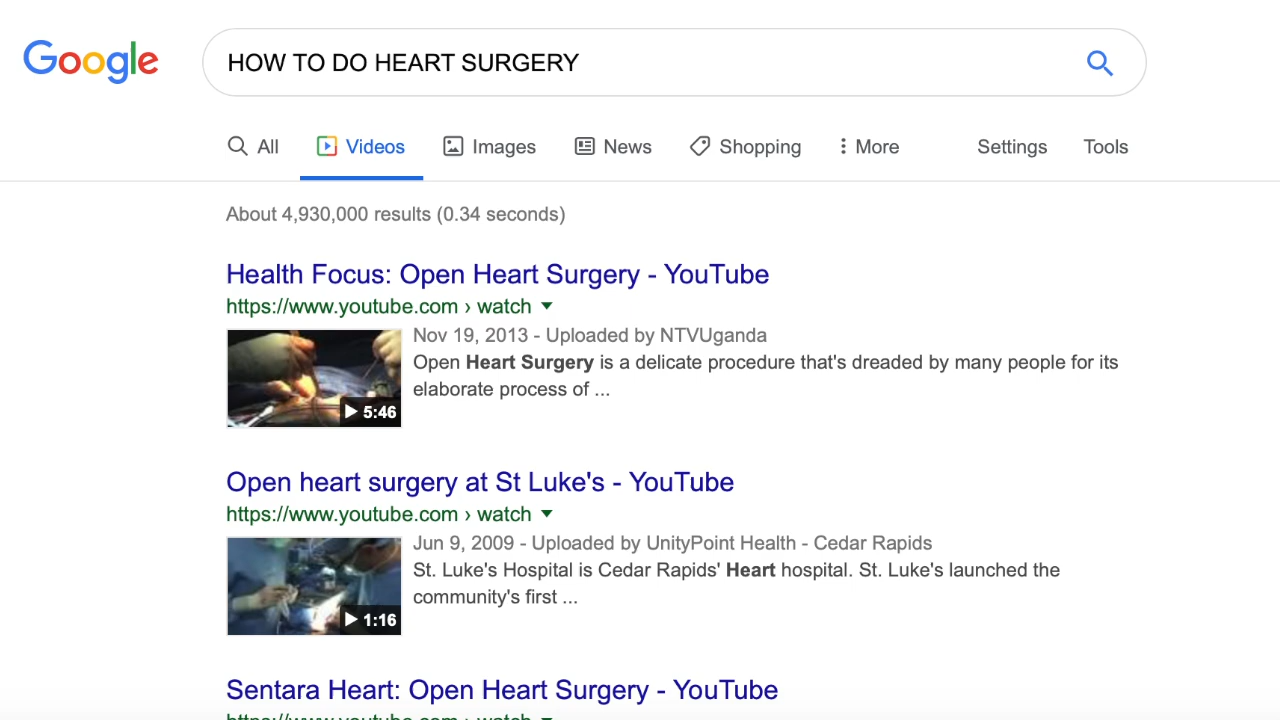 Google
HOW TO DO HEART SURGERY
All Videos Images News Shopping More Settings Tools
About 4,930,000 results (0.34 seconds)
Health Focus: Open Heart Surgery - YouTube
https://www.youtube.com › watch
Nov 19, 2013 - Uploaded by NTVUganda
Open Heart Surgery is a delicate procedure that's dreaded by many people for its
elaborate process of ...
5:46
Open heart surgery at St Luke's - YouTube
https://www.youtube.com › watch
Jun 9, 2009 - Uploaded by UnityPoint Health - Cedar Rapids
St. Luke's Hospital is Cedar Rapids' Heart hospital. St. Luke's launched the
community's first ...
1:16
Sentara Heart: Open Heart Surgery - YouTube
https://www.youtube.com › watch